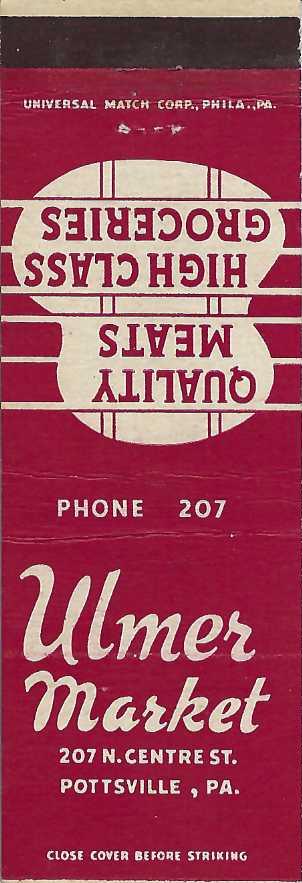 UNIVERSAL MATCH CORP., PHILA., PA.
QUALITY
MEATS
HIGH CLASS
GROCERIES
PHONE 207
Ulmer
Market
207 N. CENTRE ST.
POTTSVILLE, PA.
CLOSE COVER BEFORE STRIKING